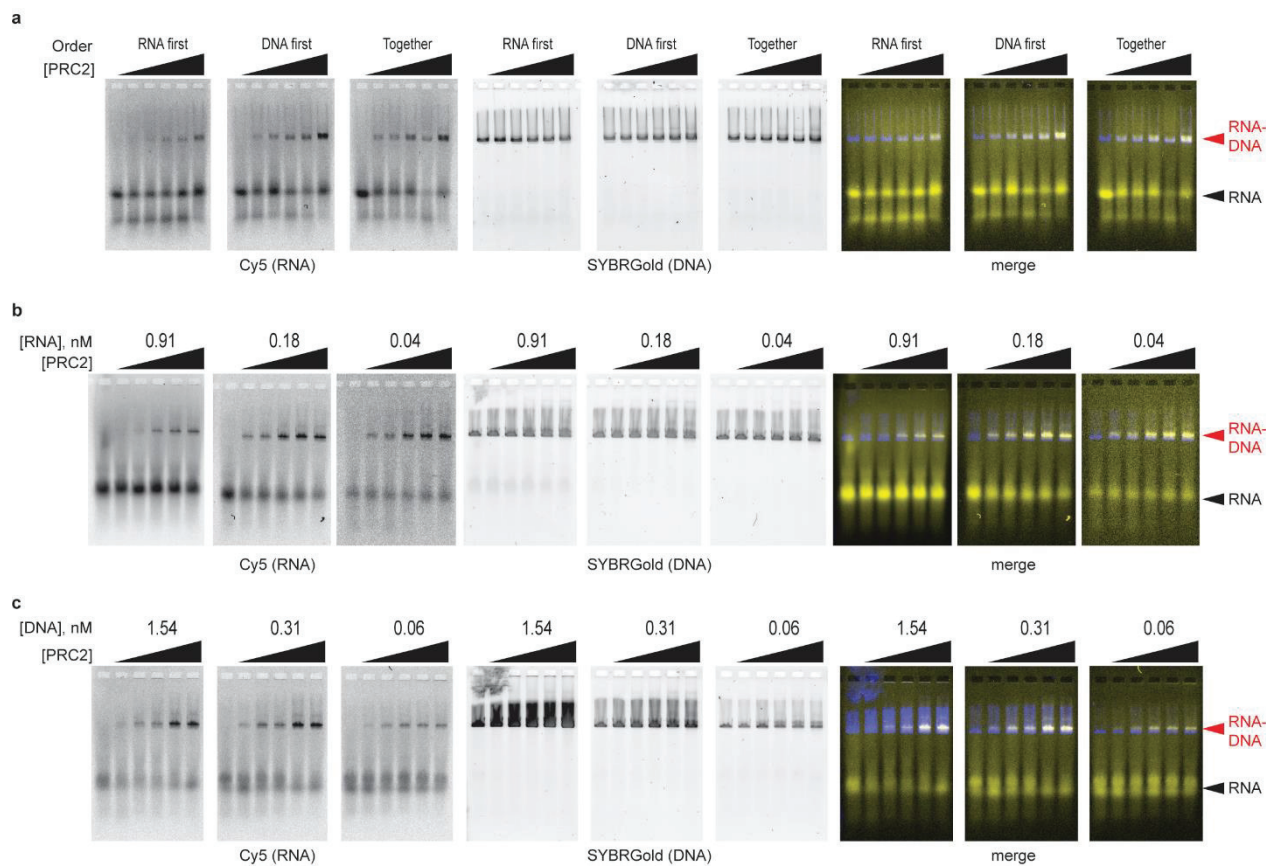 a
Order RNA first DNA first Together RNA first DNA first Together RNA first DNA first Together
[PRC2]
RNA-
DNA
RNA
Cy5 (RNA) SYBRGold (DNA) merge
b
[RNA], nM 0.91 0.18 0.04 0.91 0.18 0.04 0.91 0.18 0.04
[PRC2]
RNA-
DNA
RNA
Cy5 (RNA) SYBRGold (DNA) merge
c
[DNA], nM 1.54 0.31 0.06 1.54 0.31 0.06 1.54 0.31 0.06
[PRC2]
RNA-
DNA
RNA
Cy5 (RNA) SYBRGold (DNA) merge